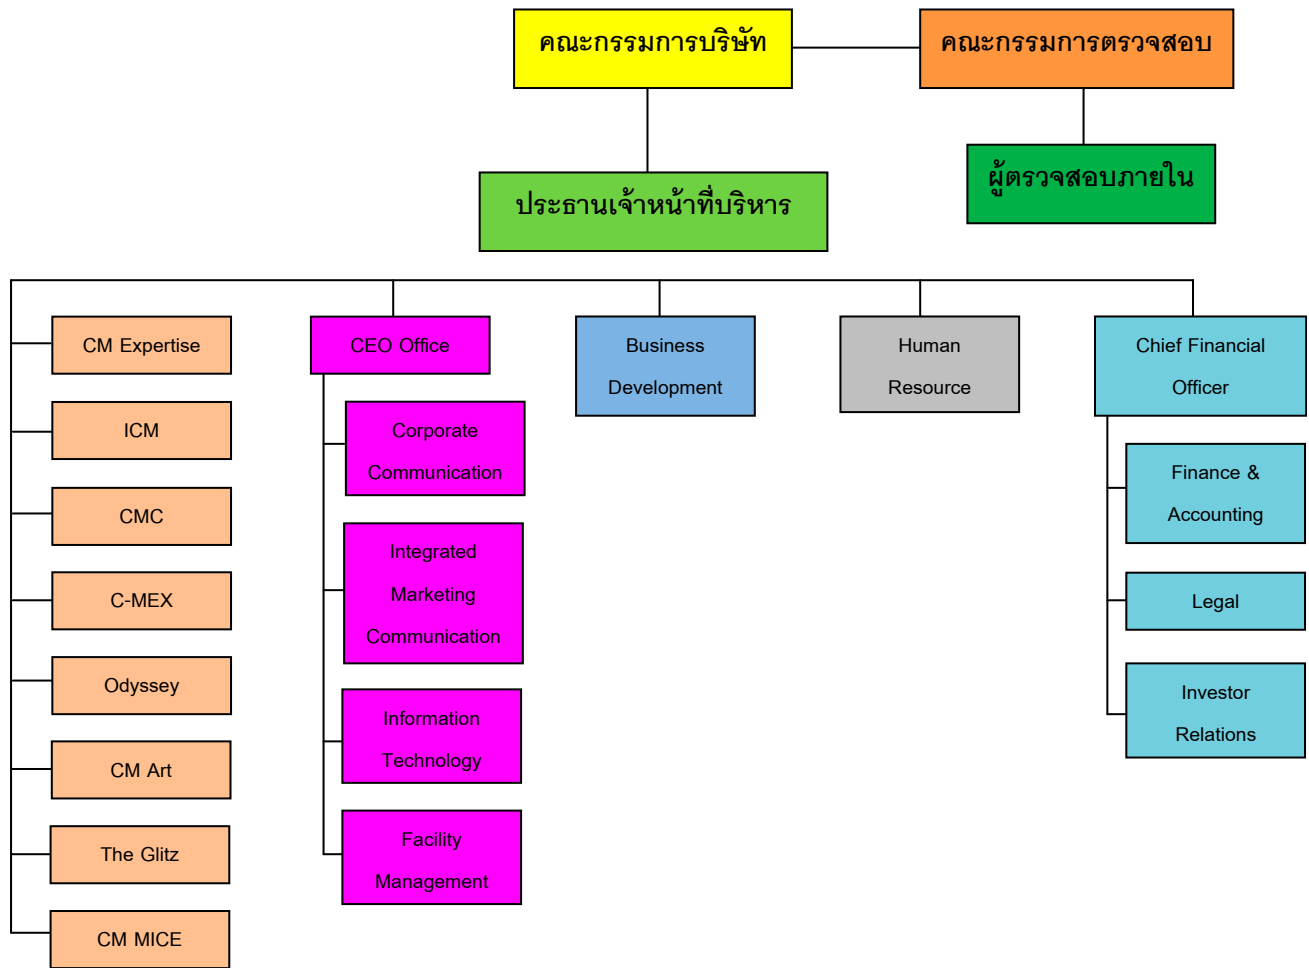 คณะกรรมการบริษัท
คณะกรรมการตรวจสอบ
ผู้ตรวจสอบภายใน
ประธานเจ้าหน้าที่บริหาร
CM Expertise
ICM
CMC
C-MEX
Odyssey
CM Art
The Glitz
CM MICE
CEO Office
Corporate
Communication
Integrated
Marketing
Communication
Information
Technology
Facility
Management
Business
Development
Human
Resource
Chief Financial
Officer
Finance &
Accounting
Legal
Investor
Relations